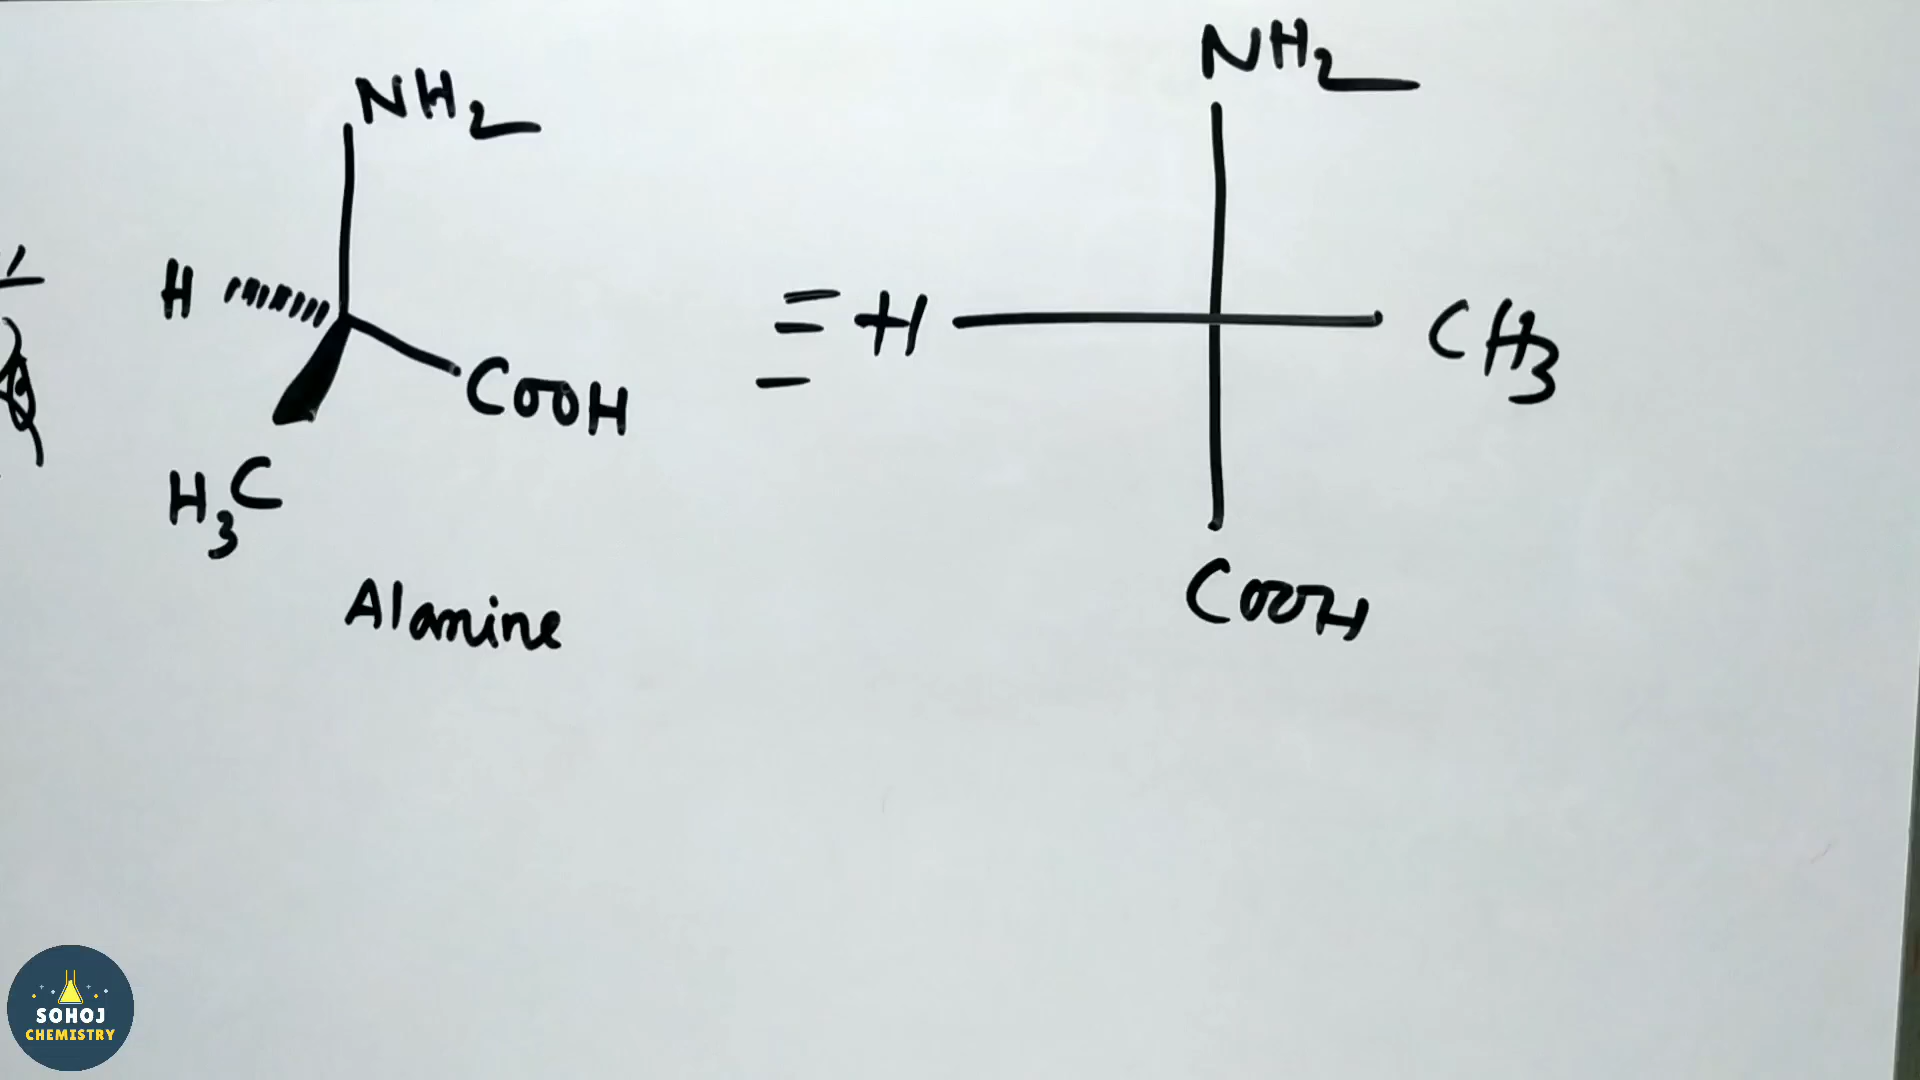 NH2
H
COOH
H3C
Alanine
≡
NH2
H
CH3
COOH
SOHOJ
CHEMISTRY